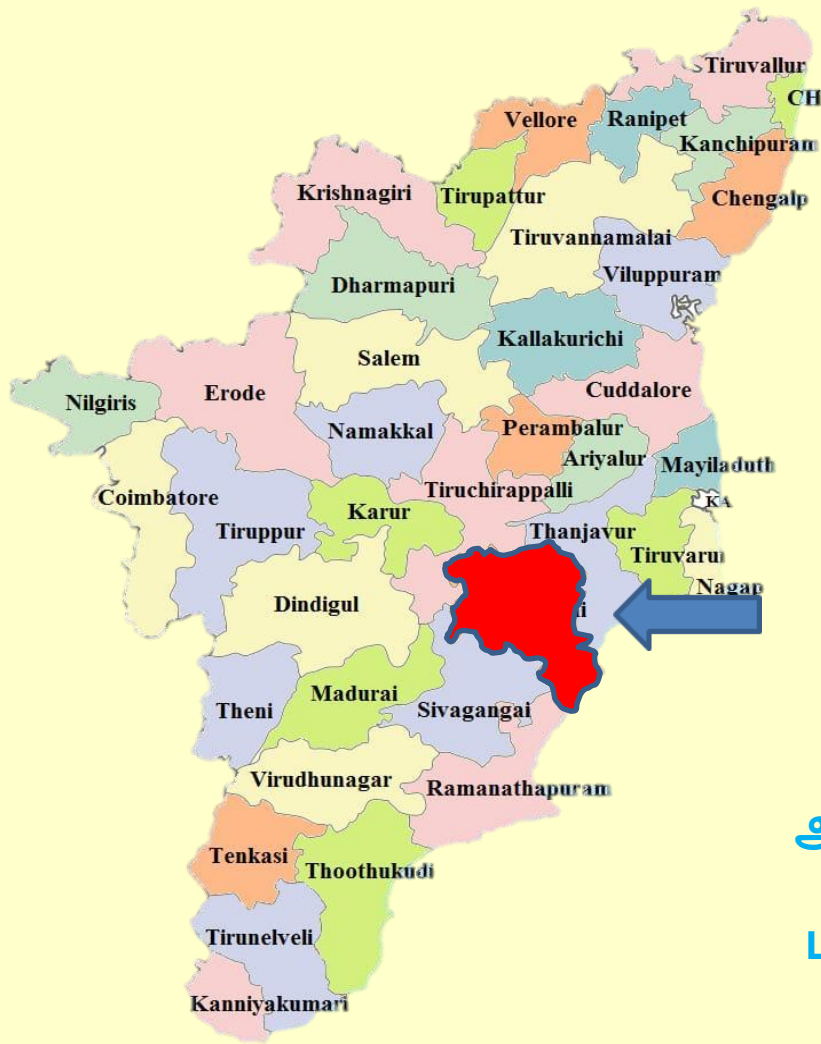 Tiruvallur
CH
Vellore
Ranipet
Kanchipuram
Krishnagiri
Tirupattur
Chengalp
Tiruvannamalai
Viluppuram
Dharmapuri
Kallakurichi
Salem
Erode
Cuddalore
Nilgiris
Namakkal
Perambalur
Ariyalur
Mayiladuth
Tiruchirappalli
Coimbatore
Karur
KA
Tiruppur
Thanjavur
Tiruvaru
Nagap
Dindigul
i
Madurai
Theni
Sivagangai
Virudhunagar
Ramanathapuram
Tenkasi
Thoothukudi
Tirunelveli
Kanniyakumari